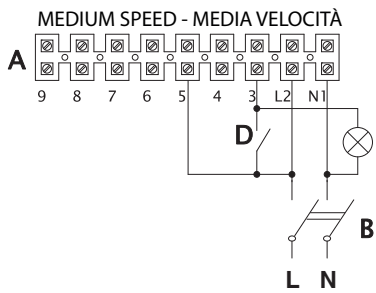 MEDIUM SPEED - MEDIA VELOCITÀ
A
9 8 7 6 5 4 3 L2 N1
D
B
L N